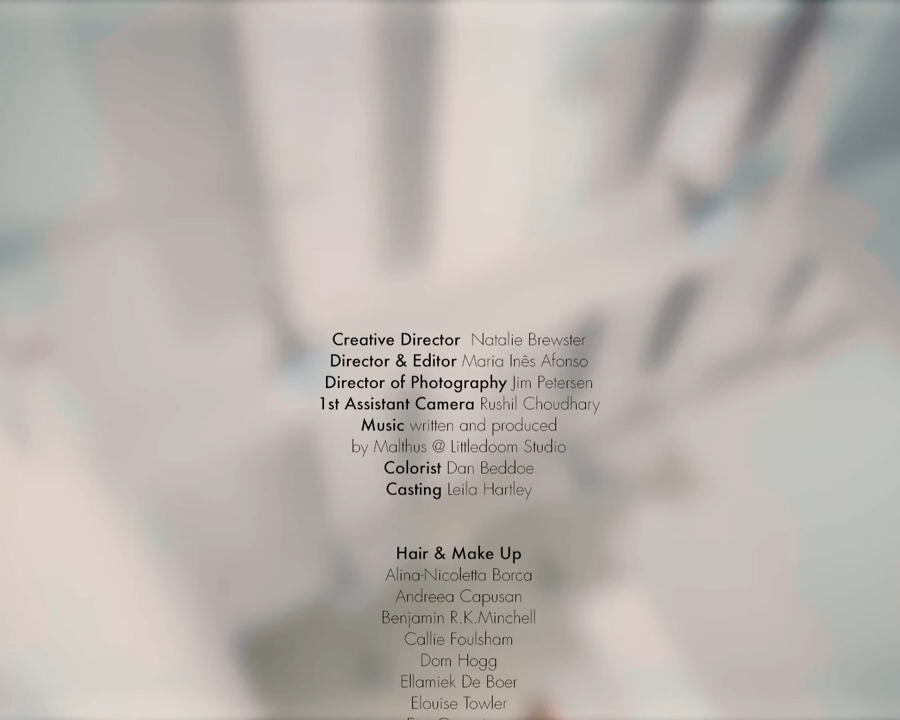 Creative Director Natalie Brewster
Director & Editor Maria Inês Afonso
Director of Photography Jim Petersen
1st Assistant Camera Rushil Choudhary
Music written and produced
by Malthus @ Littledoom Studio
Colorist Dan Beddoe
Casting Leila Hartley
Hair & Make Up
Alina-Nicoletta Borca
Andreea Capusan
Benjamin R.K.Minchell
Callie Foulsham
Dom Hogg
Ellamiek De Boer
Elouise Towler